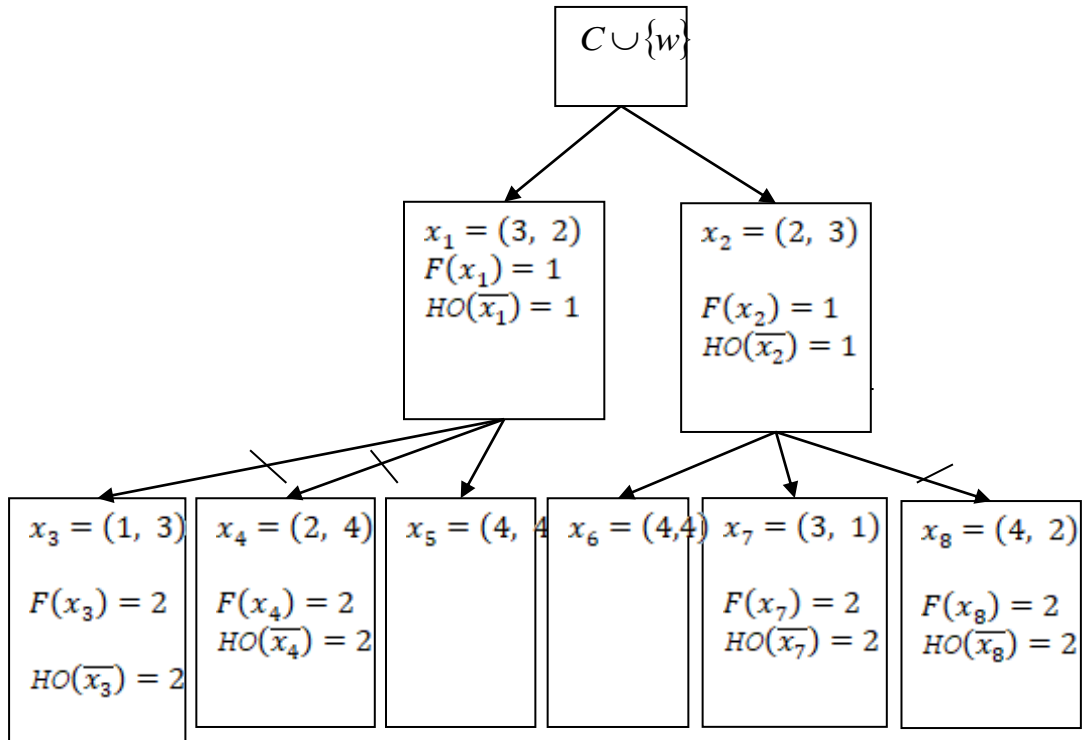 C ∪ {w}
x₁ = (3, 2)
F(x₁) = 1
HO(x̅₁) = 1
x₂ = (2, 3)
F(x₂) = 1
HO(x̅₂) = 1
x₃ = (1, 3)
F(x₃) = 2
HO(x̅₃) = 2
x₄ = (2, 4)
F(x₄) = 2
HO(x̅₄) = 2
x₅ = (4, 4
x₆ = (4,4)
x₇ = (3, 1)
F(x₇) = 2
HO(x̅₇) = 2
x₈ = (4, 2)
F(x₈) = 2
HO(x̅₈) = 2